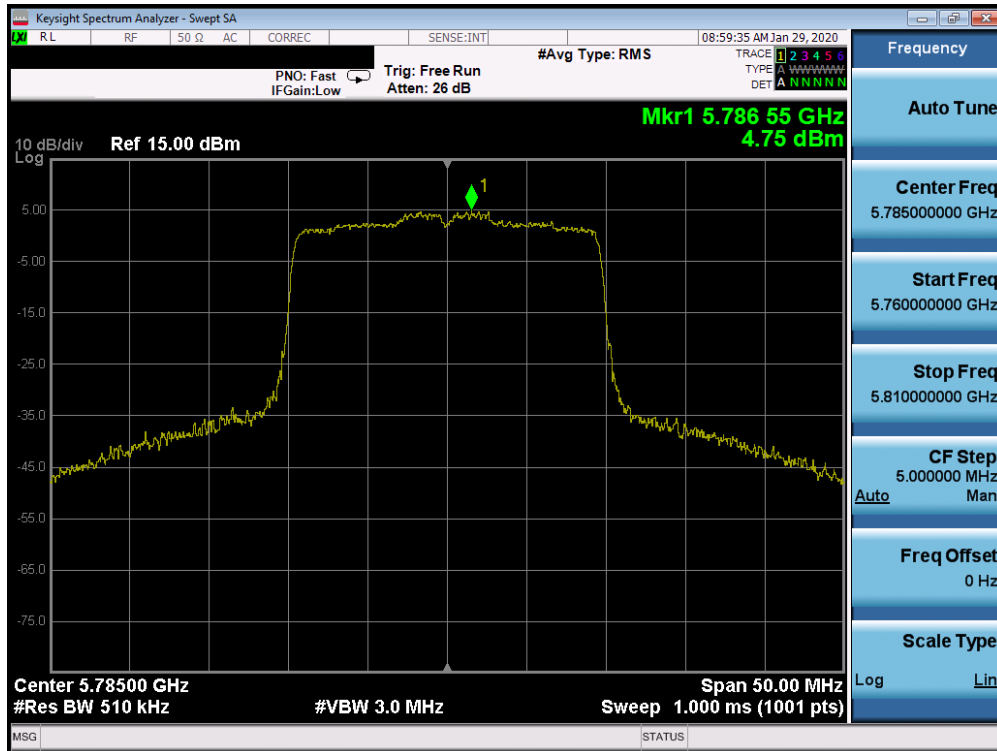 Keysight Spectrum Analyzer - Swept SA
LXI RL RF 50 Ω AC CORREC SENSE:INT 08:59:35 AM Jan 29, 2020
#Avg Type: RMS TRACE 1 2 3 4 5 6
PNO: Fast Trig: Free Run TYPE A WWWWW
IFGain:Low Atten: 26 dB DET A N N N N N
Mkr1 5.786 55 GHz
4.75 dBm
10 dB/div Ref 15.00 dBm
Log
1
5.00
-5.00
-15.0
-25.0
-35.0
-45.0
-55.0
-65.0
-75.0
Center 5.78500 GHz Span 50.00 MHz
#Res BW 510 kHz #VBW 3.0 MHz Sweep 1.000 ms (1001 pts)
MSG STATUS
Frequency
Auto Tune
Center Freq
5.785000000 GHz
Start Freq
5.760000000 GHz
Stop Freq
5.810000000 GHz
CF Step
5.000000 MHz
Auto Man
Freq Offset
0 Hz
Scale Type
Log Lin